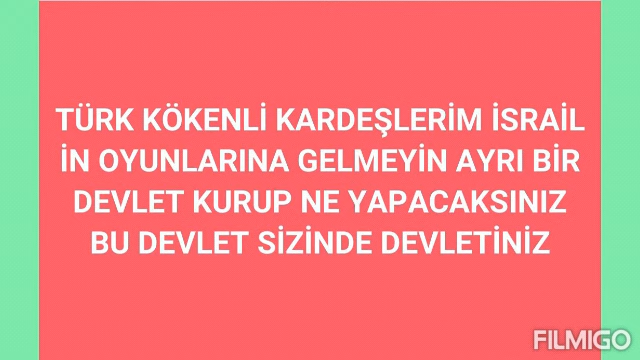 TÜRK KÖKENLİ KARDEŞLERİM İSRAİL
İN OYUNLARINA GELMEYİN AYRI BİR
DEVLET KURUP NE YAPACAKSINIZ
BU DEVLET SİZİNDE DEVLETİNİZ
FILMIGO